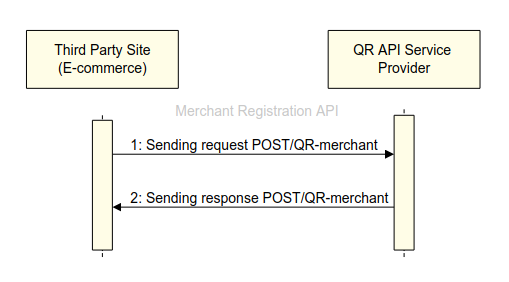 Third Party Site
(E-commerce)
QR API Service
Provider
Merchant Registration API
1: Sending request POST/QR-merchant
2: Sending response POST/QR-merchant